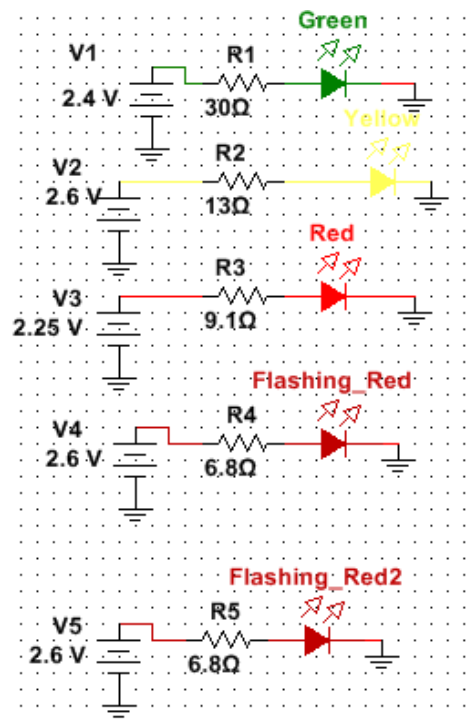 Green
V1
R1
2.4 V
30Ω
Yellow
V2
R2
2.6 V
13Ω
Red
R3
V3
2.25 V
9.1Ω
Flashing_Red
V4
R4
2.6 V
6.8Ω
Flashing_Red2
V5
R5
2.6 V
6.8Ω